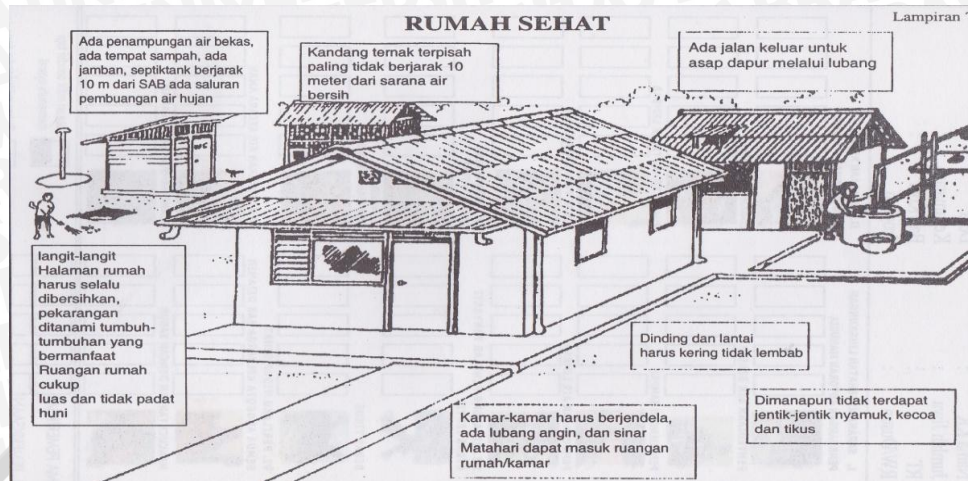 RUMAH SEHAT
Lampiran
Ada penampungan air bekas,
ada tempat sampah, ada
jamban, septiktank berjarak
10 m dari SAB ada saluran
pembuangan air hujan
Kandang ternak terpisah
paling tidak berjarak 10
meter dari sarana air
bersih
Ada jalan keluar untuk
asap dapur melalui lubang
WC
langit-langit
Halaman rumah
harus selalu
dibersihkan,
pekarangan
ditanami tumbuh-
tumbuhan yang
bermanfaat
Ruangan rumah
cukup
luas dan tidak padat
huni
Dinding dan lantai
harus kering tidak lembab
Kamar-kamar harus berjendela,
ada lubang angin, dan sinar
Matahari dapat masuk ruangan
rumah/kamar
Dimanapun tidak terdapat
jentik-jentik nyamuk, kecoa
dan tikus